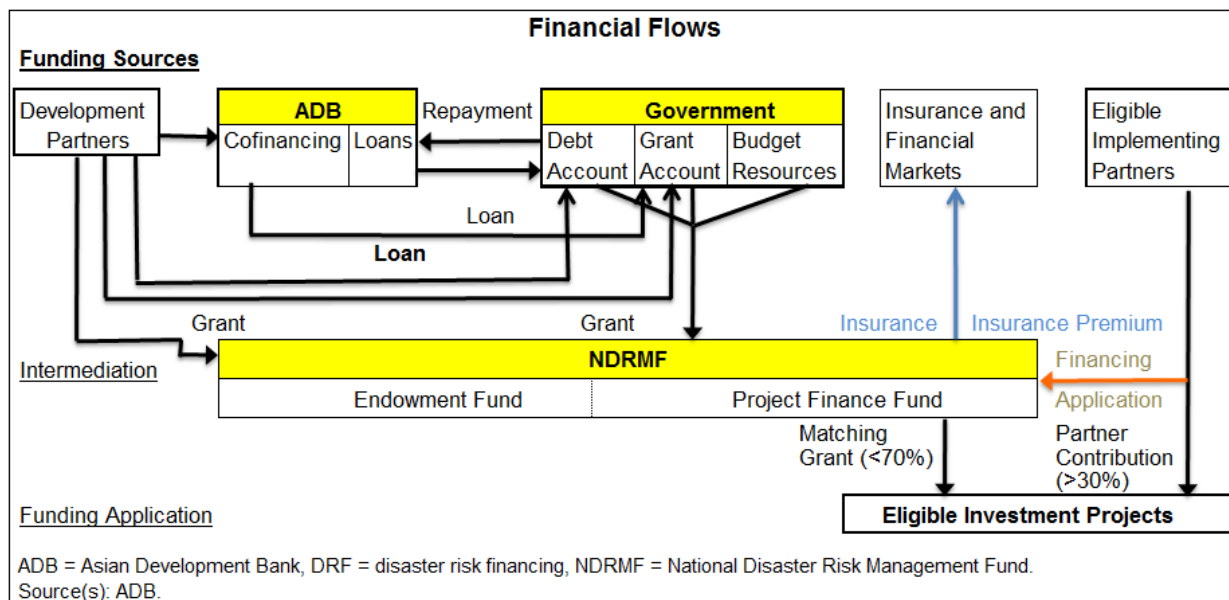 Financial Flows
Funding Sources
Development
Partners
ADB
Cofinancing
Loans
Repayment
Government
Debt
Account
Grant
Account
Budget
Resources
Insurance and
Financial
Markets
Eligible
Implementing
Partners
Loan
Loan
Grant
Grant
Insurance
Insurance Premium
Intermediation
NDRMF
Endowment Fund
Project Finance Fund
Financing
Application
Matching
Grant (<70%)
Partner
Contribution
(>30%)
Funding Application
Eligible Investment Projects
ADB = Asian Development Bank, DRF = disaster risk financing, NDRMF = National Disaster Risk Management Fund.
Source(s): ADB.